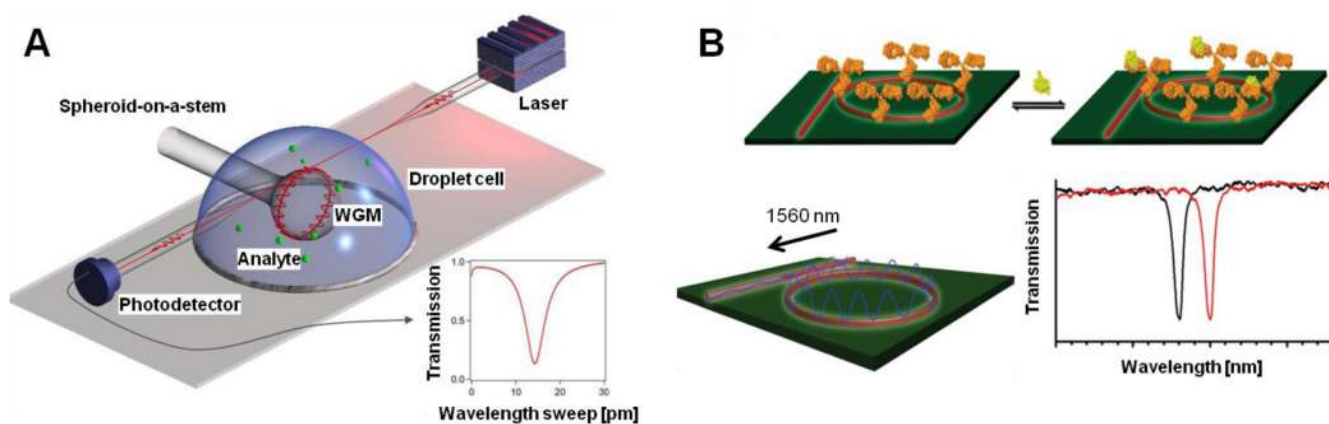 A
Spheroid-on-a-stem
Laser
Droplet cell
WGM
Analyte
Photodetector
Transmission
1.0
0.5
0.0
0
10
20
30
Wavelength sweep [pm]
B
1560 nm
Transmission
Wavelength [nm]